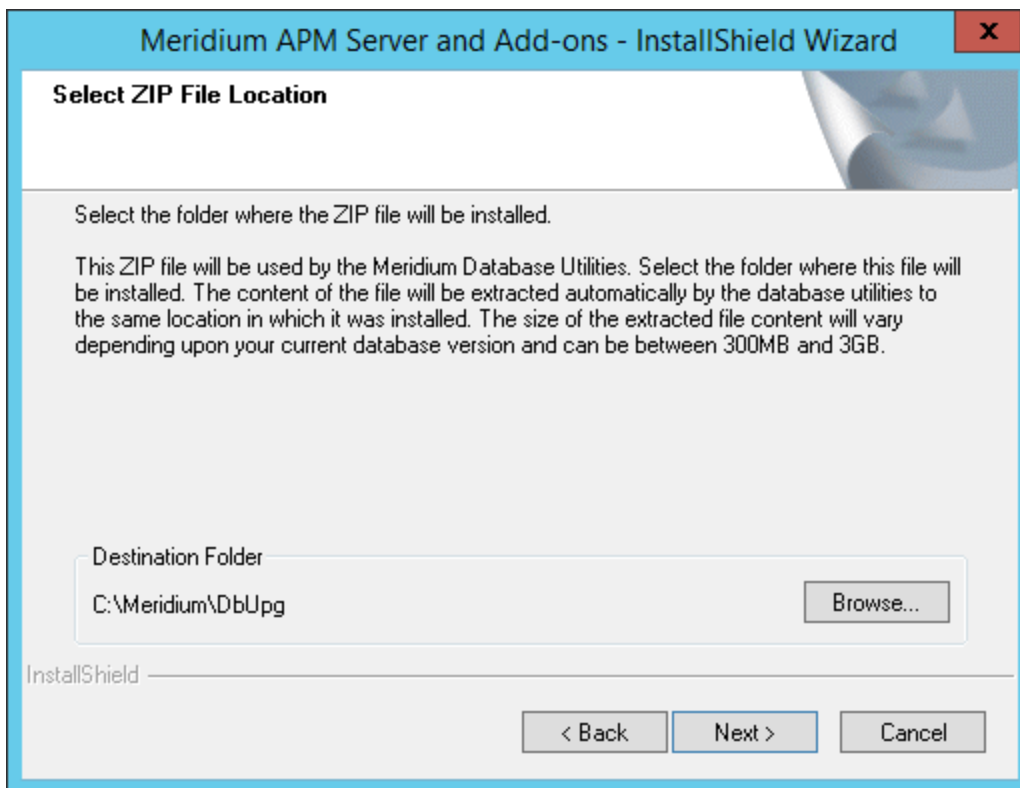 Meridium APM Server and Add-ons - InstallShield Wizard
x
Select ZIP File Location
Select the folder where the ZIP file will be installed.
This ZIP file will be used by the Meridium Database Utilities. Select the folder where this file will
be installed. The content of the file will be extracted automatically by the database utilities to
the same location in which it was installed. The size of the extracted file content will vary
depending upon your current database version and can be between 300MB and 3GB.
Destination Folder
C:\Meridium\DbUpg
Browse...
InstallShield
< Back
Next >
Cancel